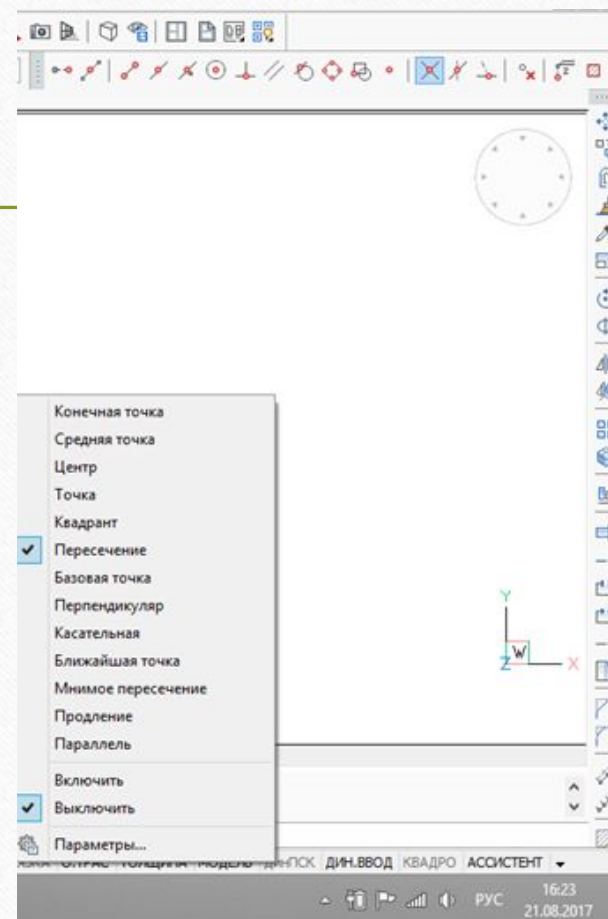 Y
W
Z
X
Конечная точка
Средняя точка
Центр
Точка
Квадрант
Пересечение
Базовая точка
Перпендикуляр
Касательная
Ближайшая точка
Мнимое пересечение
Продление
Параллель
Включить
Выключить
Параметры...
ДИН.ВВОД КВАДРО АССИСТЕНТ
РУС 16:23
21.08.2017